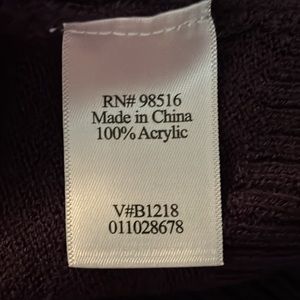 RN# 98516
Made in China
100% Acrylic
V#B1218
011028678